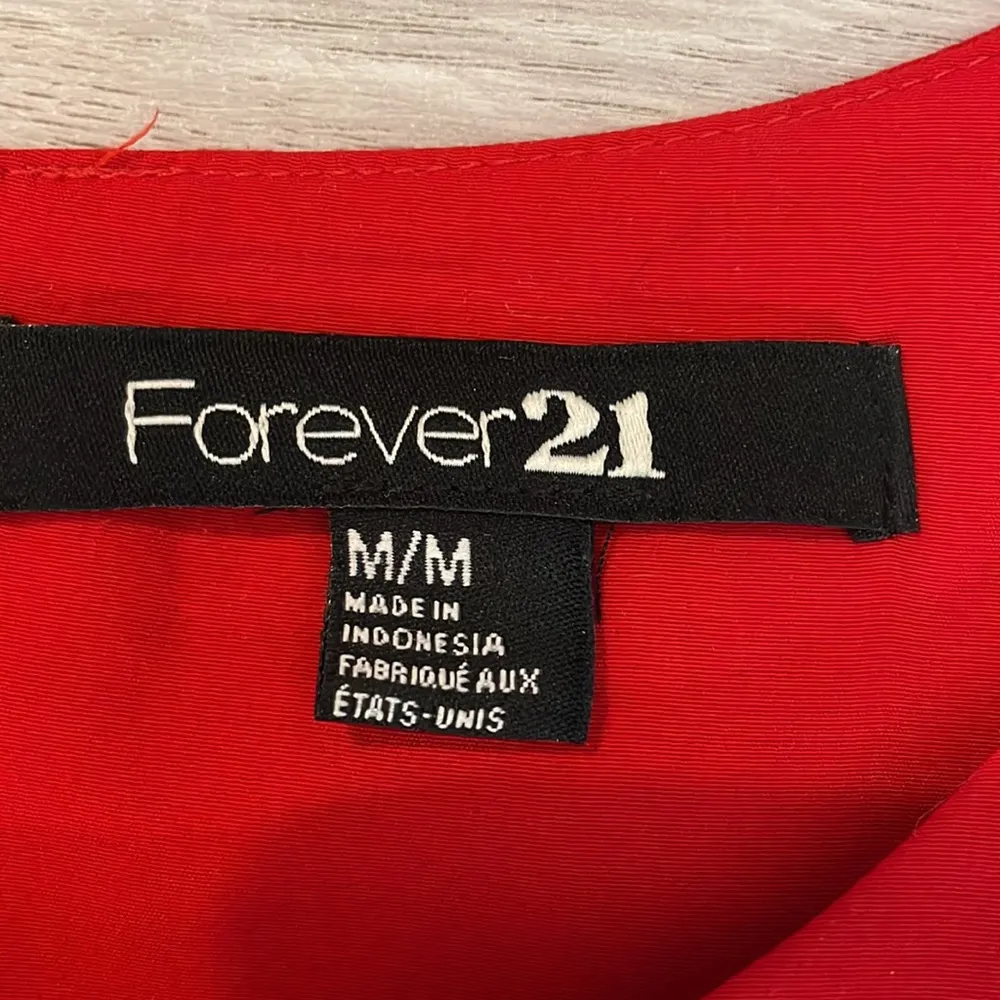 Forever21
M/M
MADE IN
INDONESIA
FABRIQUÉ AUX
ÉTATS-UNIS